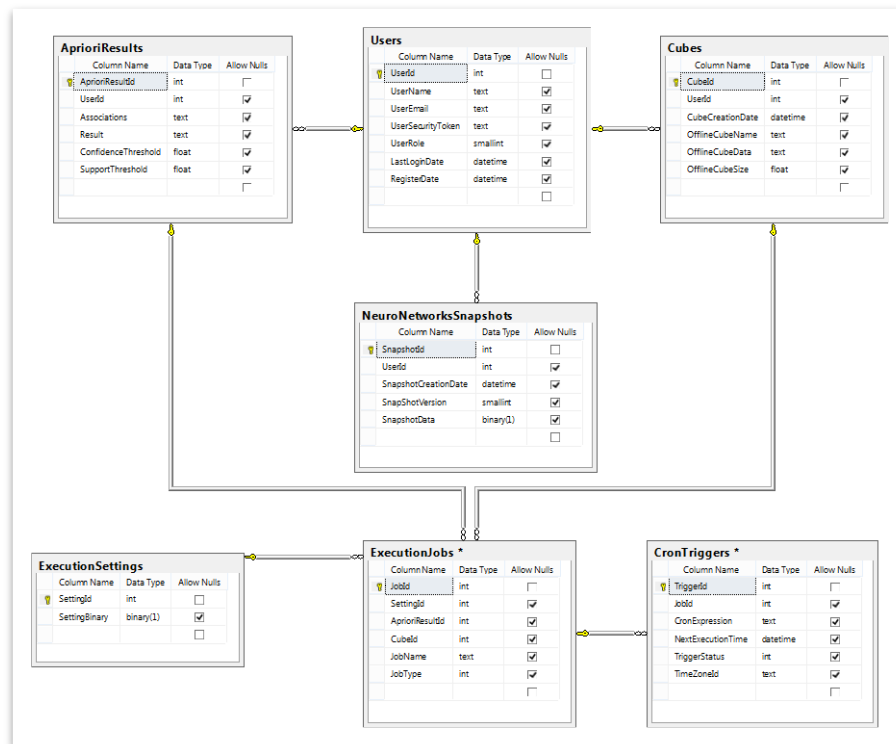 AprioriResults
Column Name Data Type Allow Nulls
AprioriResultId int
UserId int
Associations text
Result text
ConfidenceThreshold float
SupportThreshold float
Users
Column Name Data Type Allow Nulls
UserId int
UserName text
UserEmail text
UserSecurityToken text
UserRole smallint
LastLoginDate datetime
RegisterDate datetime
Cubes
Column Name Data Type Allow Nulls
CubeId int
UserId int
CubeCreationDate datetime
OfflineCubeName text
OfflineCubeData text
OfflineCubeSize float
NeuroNetworksSnapshots
Column Name Data Type Allow Nulls
SnapshotId int
UserId int
SnapshotCreationDate datetime
SnapShotVersion smallint
SnapshotData binary(1)
ExecutionSettings
Column Name Data Type Allow Nulls
SettingId int
SettingBinary binary(1)
ExecutionJobs *
Column Name Data Type Allow Nulls
JobId int
SettingId int
AprioriResultId int
CubeId int
JobName text
JobType int
CronTriggers *
Column Name Data Type Allow Nulls
TriggerId int
JobId int
CronExpression text
NextExecutionTime datetime
TriggerStatus int
TimeZoneId text